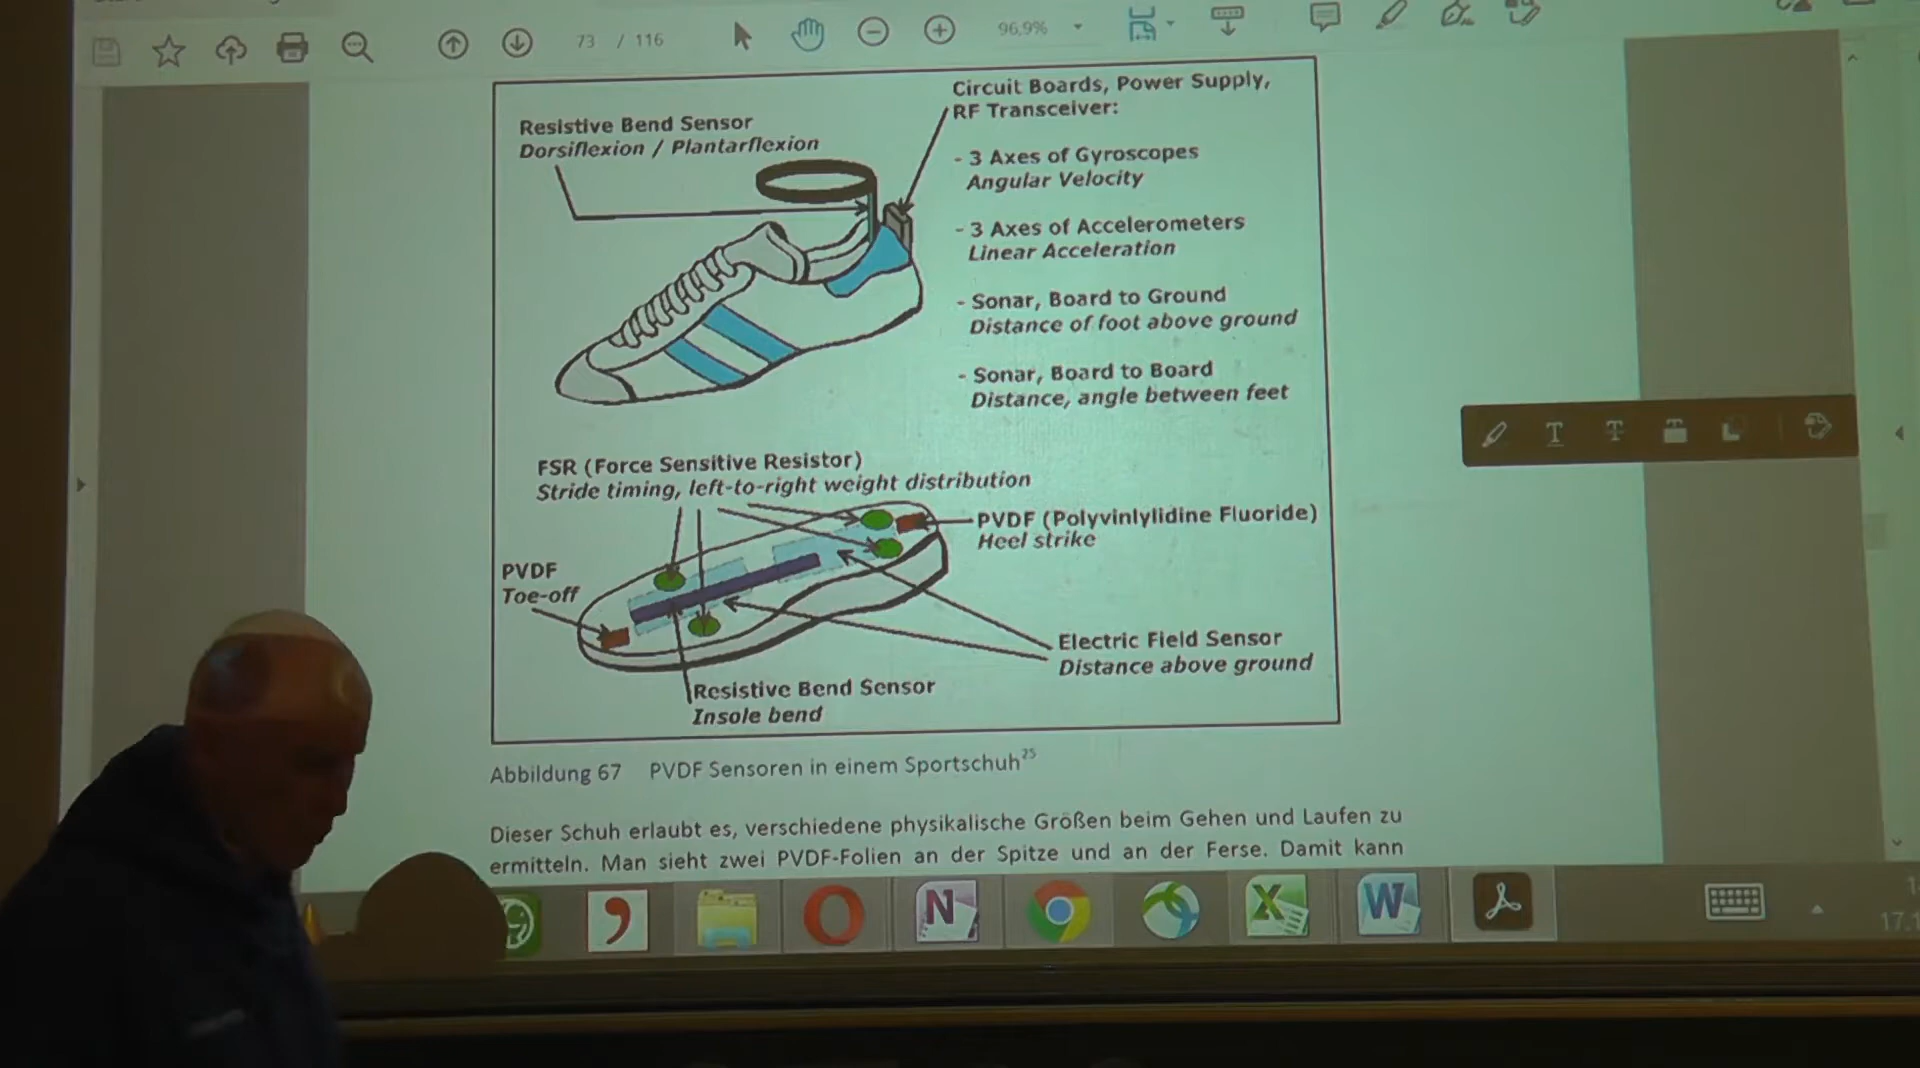 73 / 116
96,9%
Resistive Bend Sensor
Dorsiflexion / Plantarflexion
Circuit Boards, Power Supply,
RF Transceiver:
- 3 Axes of Gyroscopes
Angular Velocity
- 3 Axes of Accelerometers
Linear Acceleration
- Sonar, Board to Ground
Distance of foot above ground
- Sonar, Board to Board
Distance, angle between feet
FSR (Force Sensitive Resistor)
Stride timing, left-to-right weight distribution
PVDF (Polyvinlylidine Fluoride)
Heel strike
PVDF
Toe-off
Electric Field Sensor
Distance above ground
Resistive Bend Sensor
Insole bend
Abbildung 67 PVDF Sensoren in einem Sportschuh25
Dieser Schuh erlaubt es, verschiedene physikalische Größen beim Gehen und Laufen zu
ermitteln. Man sieht zwei PVDF-Folien an der Spitze und an der Ferse. Damit kann